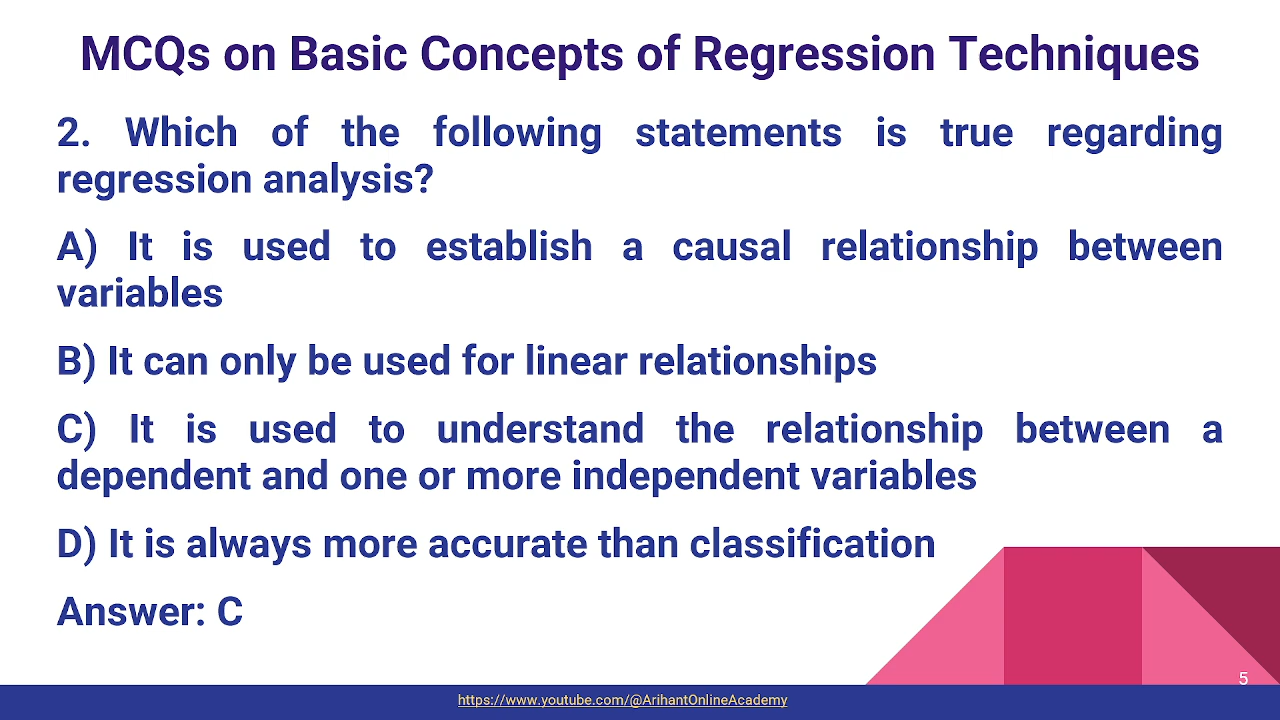 MCQs on Basic Concepts of Regression Techniques
2. Which of the following statements is true regarding
regression analysis?
A) It is used to establish a causal relationship between
variables
B) It can only be used for linear relationships
C) It is used to understand the relationship between a
dependent and one or more independent variables
D) It is always more accurate than classification
Answer: C
5
https://www.youtube.com/@ArihantOnlineAcademy